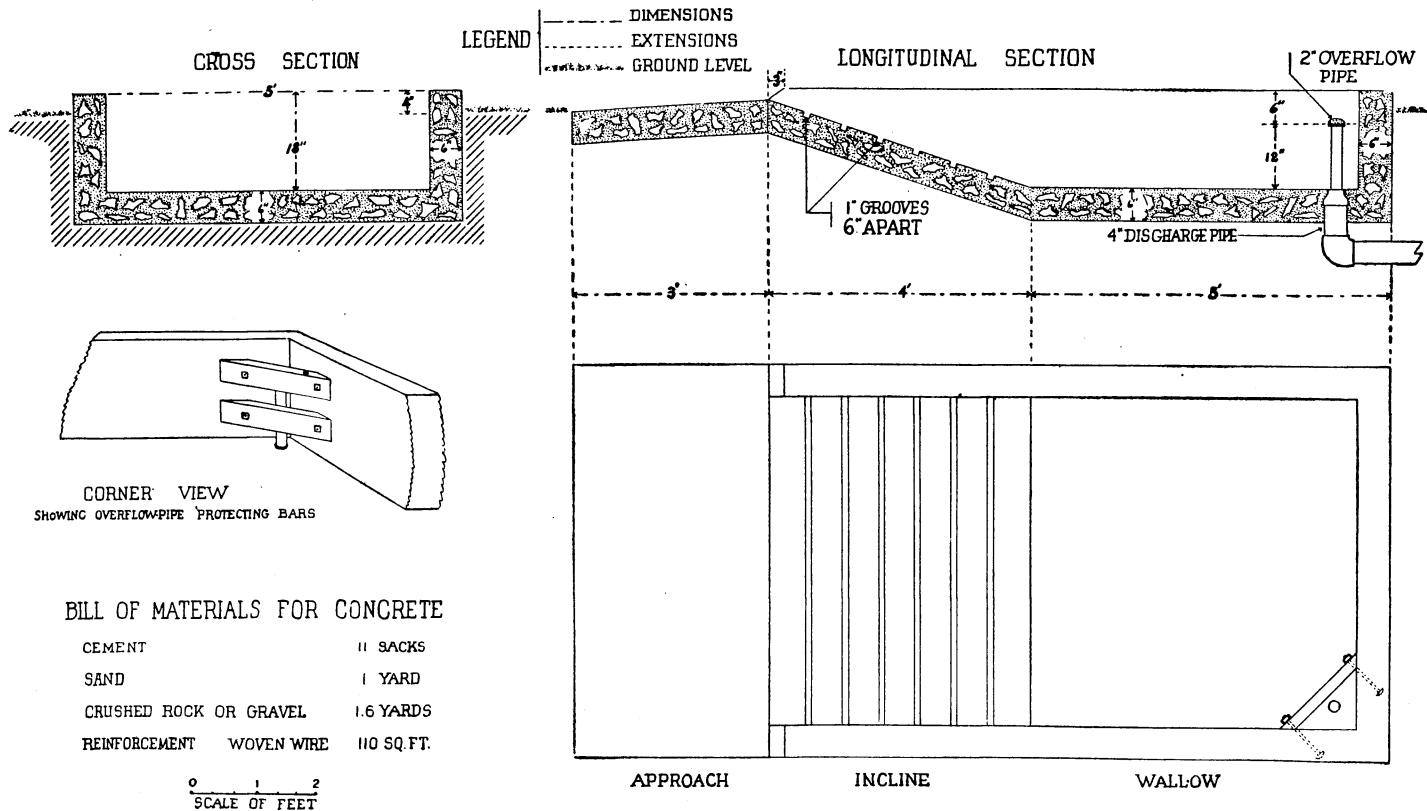 CROSS SECTION
5'
4"
18"
6"
6"
LEGEND
DIMENSIONS
EXTENSIONS
GROUND LEVEL
LONGITUDINAL SECTION
2" OVERFLOW
PIPE
6"
12"
6"
6"
1" GROOVES
6" APART
4" DISCHARGE PIPE
3'
4'
5'
CORNER VIEW
SHOWING OVERFLOW-PIPE PROTECTING BARS
BILL OF MATERIALS FOR CONCRETE
CEMENT 11 SACKS
SAND 1 YARD
CRUSHED ROCK OR GRAVEL 1.6 YARDS
REINFORCEMENT WOVEN WIRE 110 SQ. FT.
0 1 2
SCALE OF FEET
APPROACH
INCLINE
WALLOW